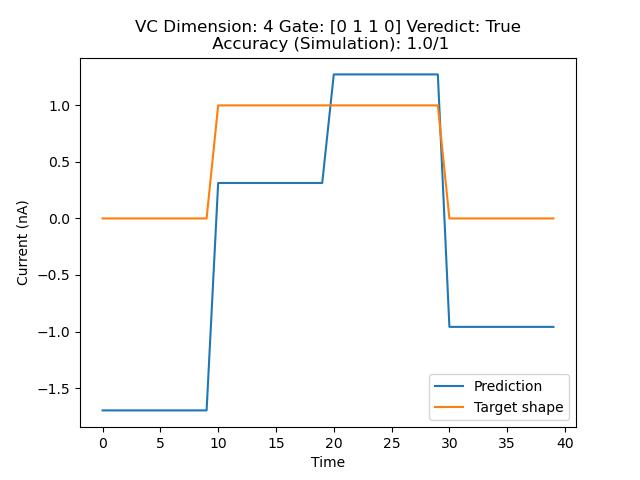 VC Dimension: 4 Gate: [0 1 1 0] Veredict: True
Accuracy (Simulation): 1.0/1
1.0
0.5
0.0
−0.5
−1.0
−1.5
Current (nA)
Prediction
Target shape
0 5 10 15 20 25 30 35 40
Time